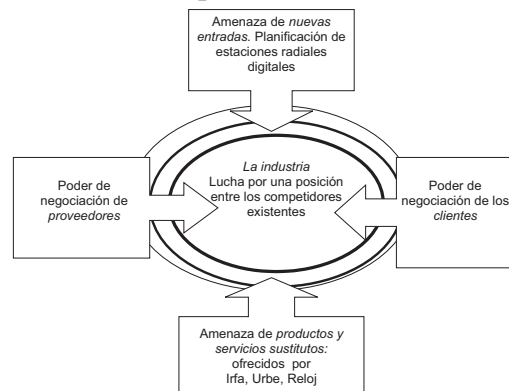 Amenaza de nuevas
entradas. Planificación de
estaciones radiales
digitales
Poder de
negociación de
proveedores
La industria
Lucha por una posición
entre los competidores
existentes
Poder de
negociación de los
clientes
Amenaza de productos y
servicios sustitutos:
ofrecidos por
Irfa, Urbe, Reloj